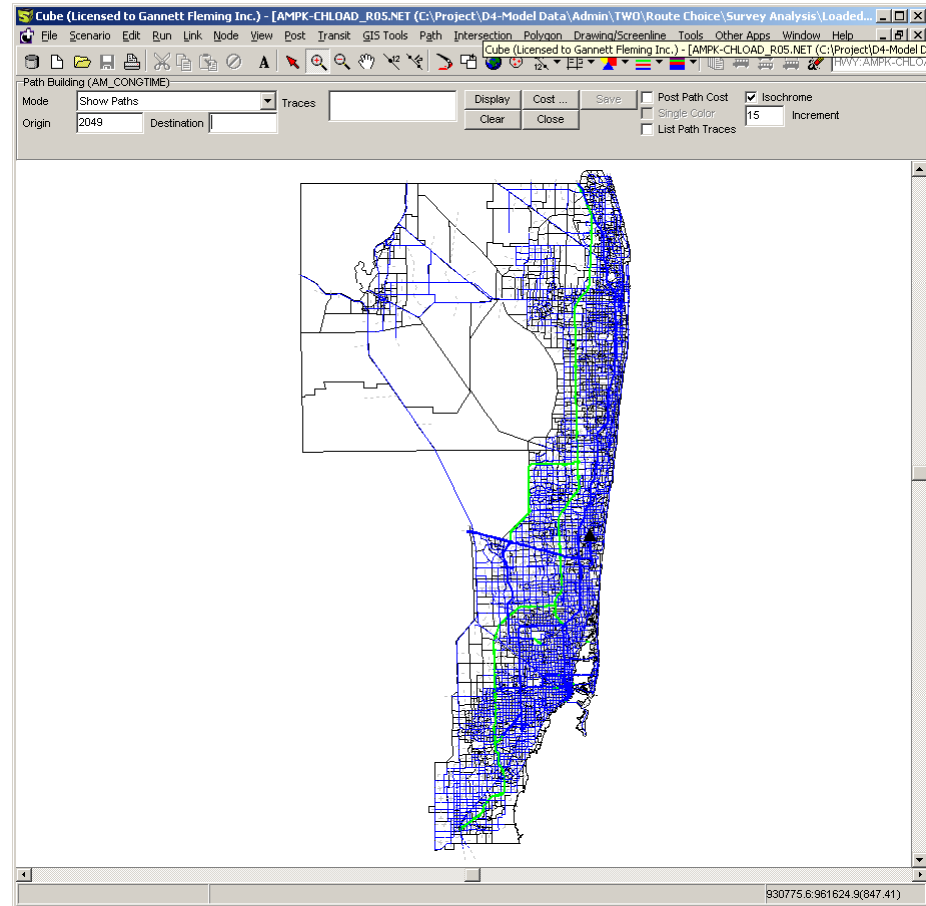 Cube (Licensed to Gannett Fleming Inc.) - [AMPK-CHLOAD_R05.NET (C:\Project\D4-Model Data\Admin\TWO\Route Choice\Survey Analysis\Loaded...
File Scenario Edit Run Link Node View Post Transit GIS Tools Path Intersection Polygon Drawing/Screenline Tools Other Apps Window Help
Cube (Licensed to Gannett Fleming Inc.) - [AMPK-CHLOAD_R05.NET (C:\Project\D4-Model D
A 12 12
HWY:AMPK-CHLOA
Path Building (AM_CONGTIME)
Mode Show Paths Traces Display Cost ... Save Post Path Cost Isochrome
Origin 2049 Destination Clear Close Single Color 15 Increment
List Path Traces
930775.6:961624.9(847.41)